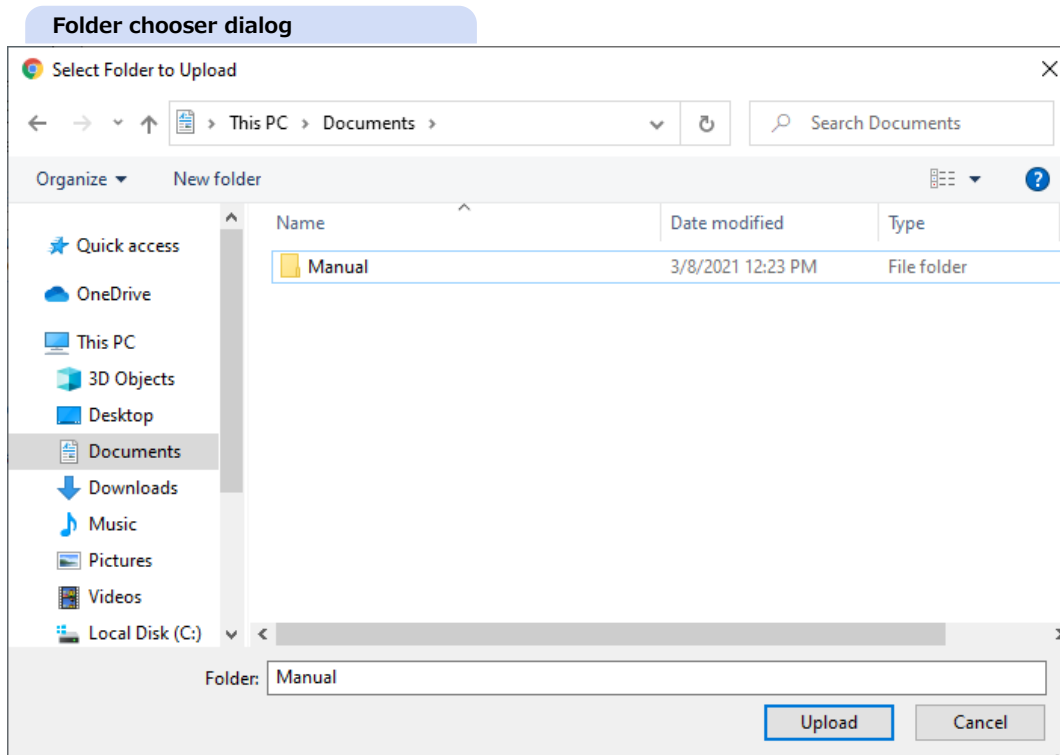 Folder chooser dialog
Select Folder to Upload
This PC > Documents >
Search Documents
Organize New folder
?
Name Date modified Type
Manual 3/8/2021 12:23 PM File folder
Quick access
OneDrive
This PC
3D Objects
Desktop
Documents
Downloads
Music
Pictures
Videos
Local Disk (C:)
Folder: Manual
Upload Cancel